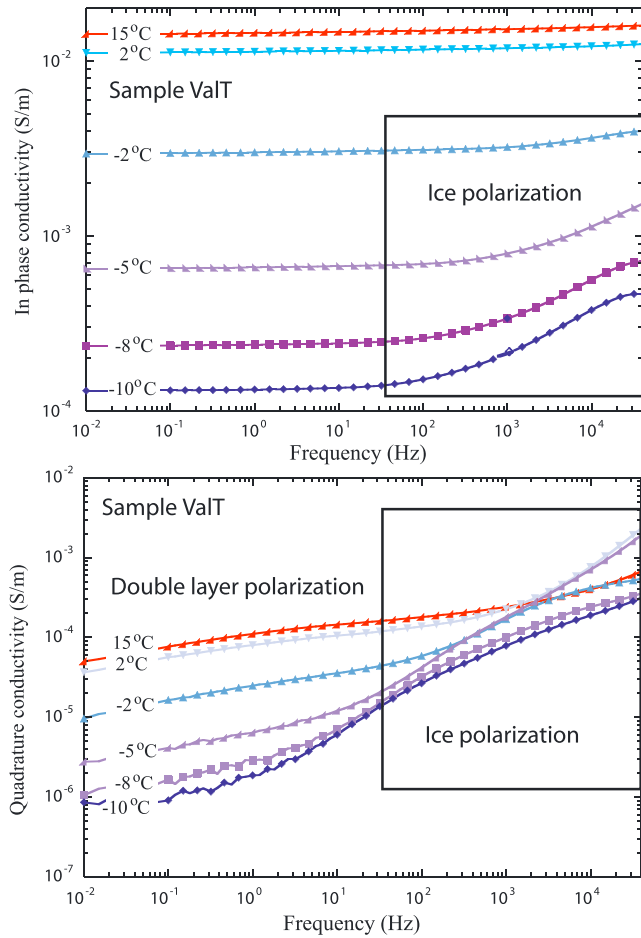 10⁻²
15°C
2°C
Sample ValT
-2°C
Ice polarization
10⁻³
-5°C
-8°C
-10°C
10⁻⁴
In phase conductivity (S/m)
10⁻² 10⁻¹ 10⁰ 10¹ 10² 10³ 10⁴
Frequency (Hz)
10⁻²
Sample ValT
10⁻³
Double layer polarization
10⁻⁴
15°C
2°C
-2°C
10⁻⁵
-5°C
Ice polarization
-8°C
10⁻⁶
-10°C
10⁻⁷
Quadrature conductivity (S/m)
10⁻² 10⁻¹ 10⁰ 10¹ 10² 10³ 10⁴
Frequency (Hz)